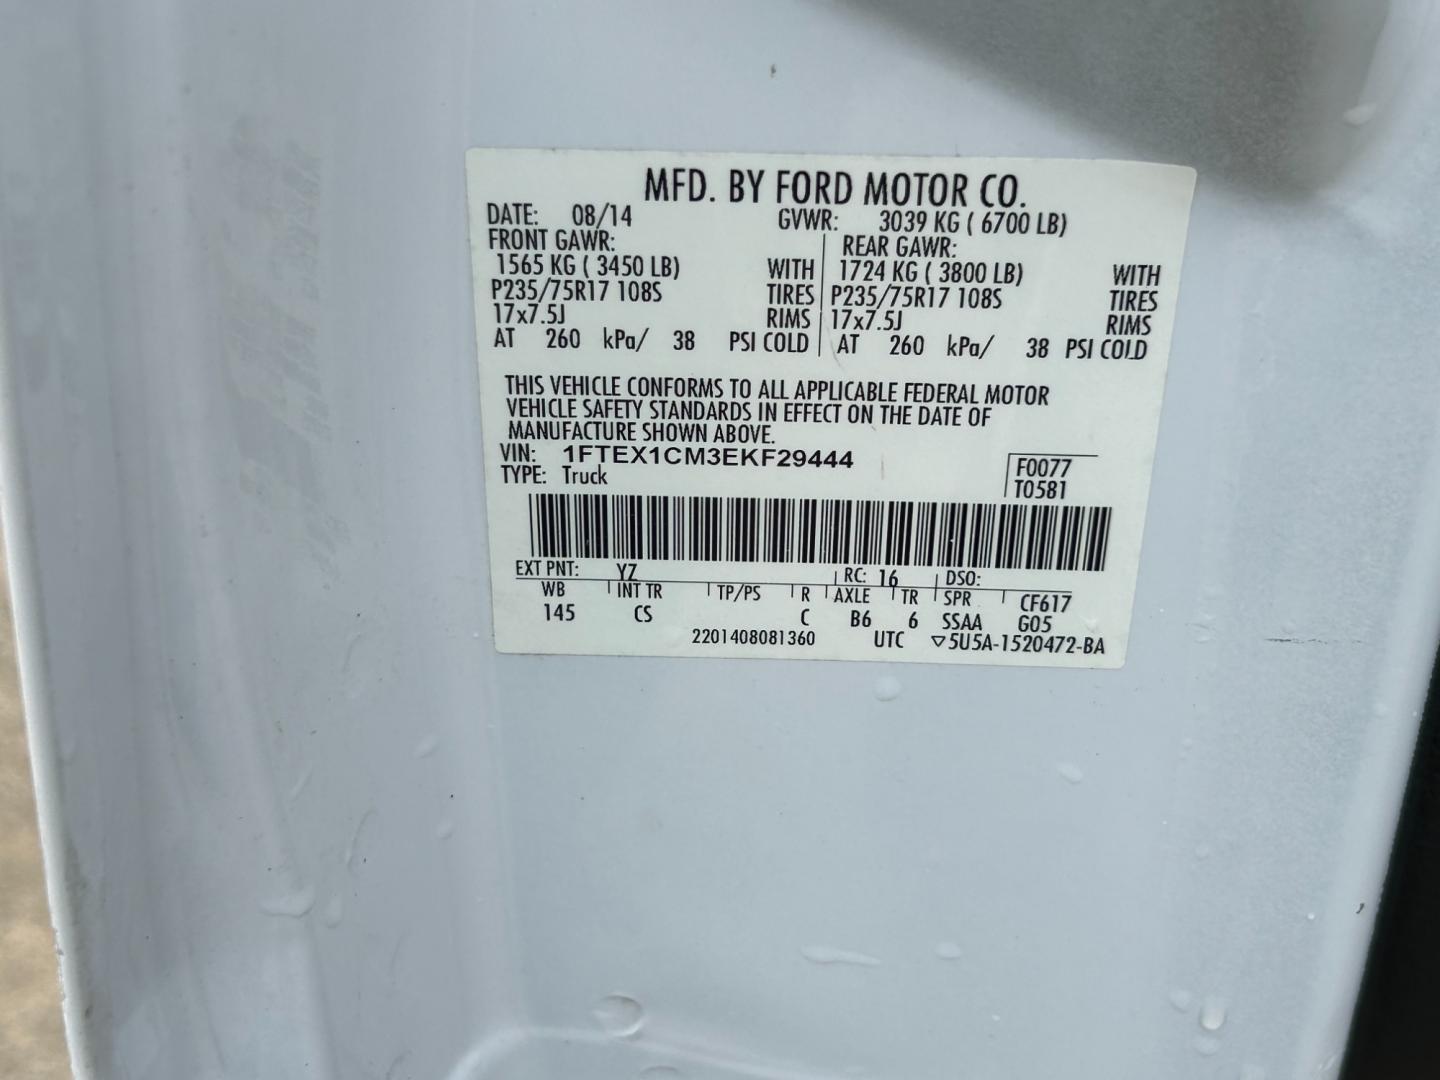 MFD. BY FORD MOTOR CO.
DATE: 08/14 GVWR: 3039 KG ( 6700 LB)
FRONT GAWR: REAR GAWR:
1565 KG ( 3450 LB) WITH 1724 KG ( 3800 LB) WITH
P235/75R17 108S TIRES P235/75R17 108S TIRES
17x7.5J RIMS 17x7.5J RIMS
AT 260 kPa/ 38 PSI COLD AT 260 kPa/ 38 PSI COLD
THIS VEHICLE CONFORMS TO ALL APPLICABLE FEDERAL MOTOR
VEHICLE SAFETY STANDARDS IN EFFECT ON THE DATE OF
MANUFACTURE SHOWN ABOVE.
VIN: 1FTEX1CM3EKF29444 F0077
TYPE: Truck T0581
EXT PNT: YZ RC: 16 DSO:
WB INT TR TP/PS R AXLE TR SPR CF617
145 CS C B6 6 SSAA G05
2201408081360 UTC ▽5U5A-1520472-BA